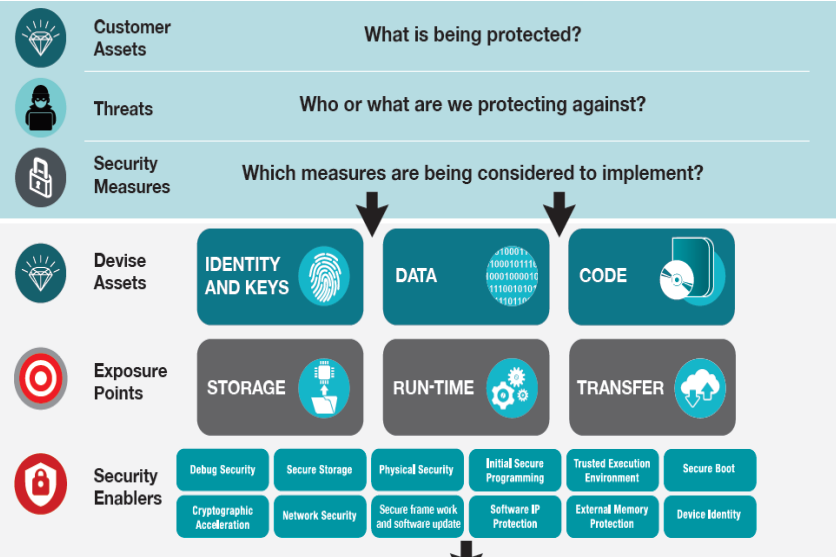 Customer
Assets
What is being protected?
Threats
Who or what are we protecting against?
Security
Measures
Which measures are being considered to implement?
Devise
Assets
IDENTITY
AND KEYS
DATA
CODE
Exposure
Points
STORAGE
RUN-TIME
TRANSFER
Security
Enablers
Debug Security
Secure Storage
Physical Security
Initial Secure
Programming
Trusted Execution
Environment
Secure Boot
Cryptographic
Acceleration
Network Security
Secure frame work
and software update
Software IP
Protection
External Memory
Protection
Device Identity